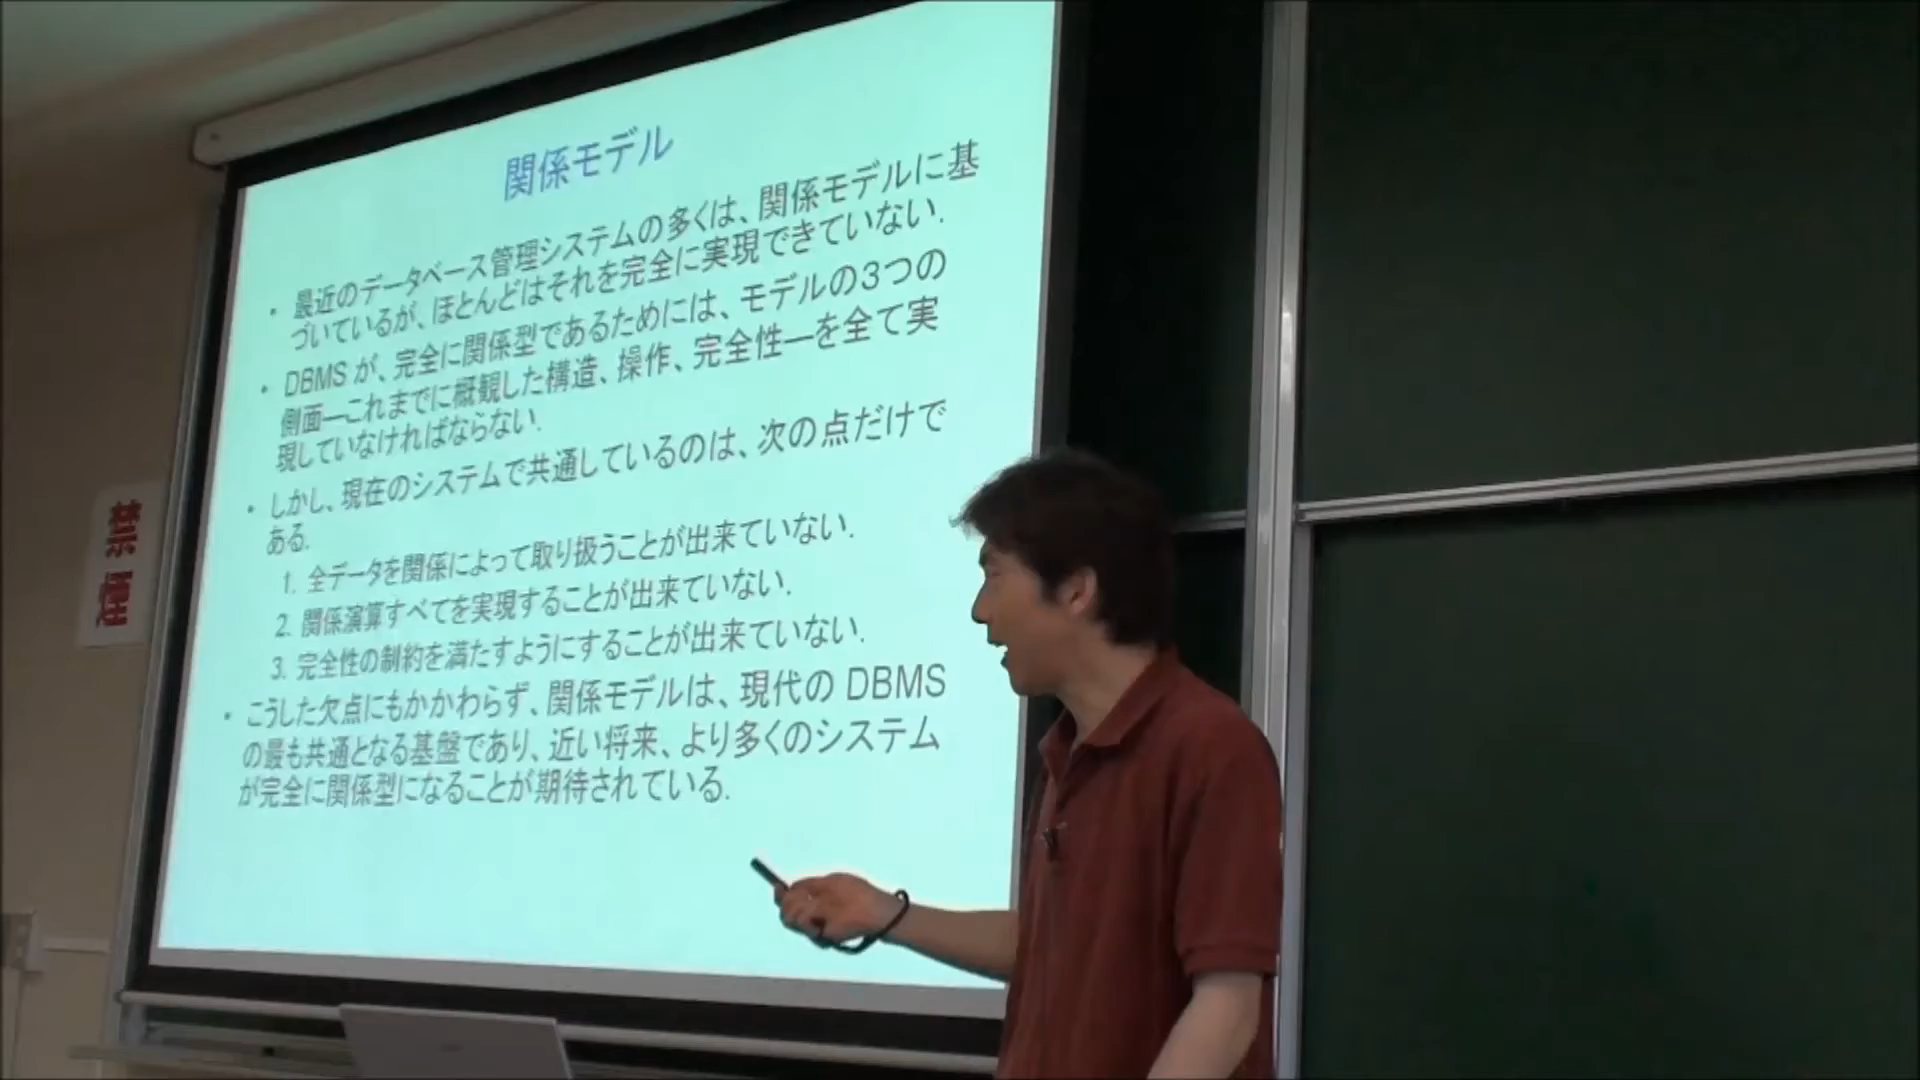 関係モデル
・最近のデータベース管理システムの多くは、関係モデルに基
づいているが、ほとんどはそれを完全に実現できていない.
・DBMS が、完全に関係型であるためには、モデルの3つの
側面―これまでに概観した構造、操作、完全性―を全て実
現していなければならない.
・しかし、現在のシステムで共通しているのは、次の点だけで
ある.
1. 全データを関係によって取り扱うことが出来ていない.
2. 関係演算すべてを実現することが出来ていない.
3. 完全性の制約を満たすようにすることが出来ていない.
・こうした欠点にもかかわらず、関係モデルは、現代の DBMS
の最も共通となる基盤であり、近い将来、より多くのシステム
が完全に関係型になることが期待されている.
禁煙